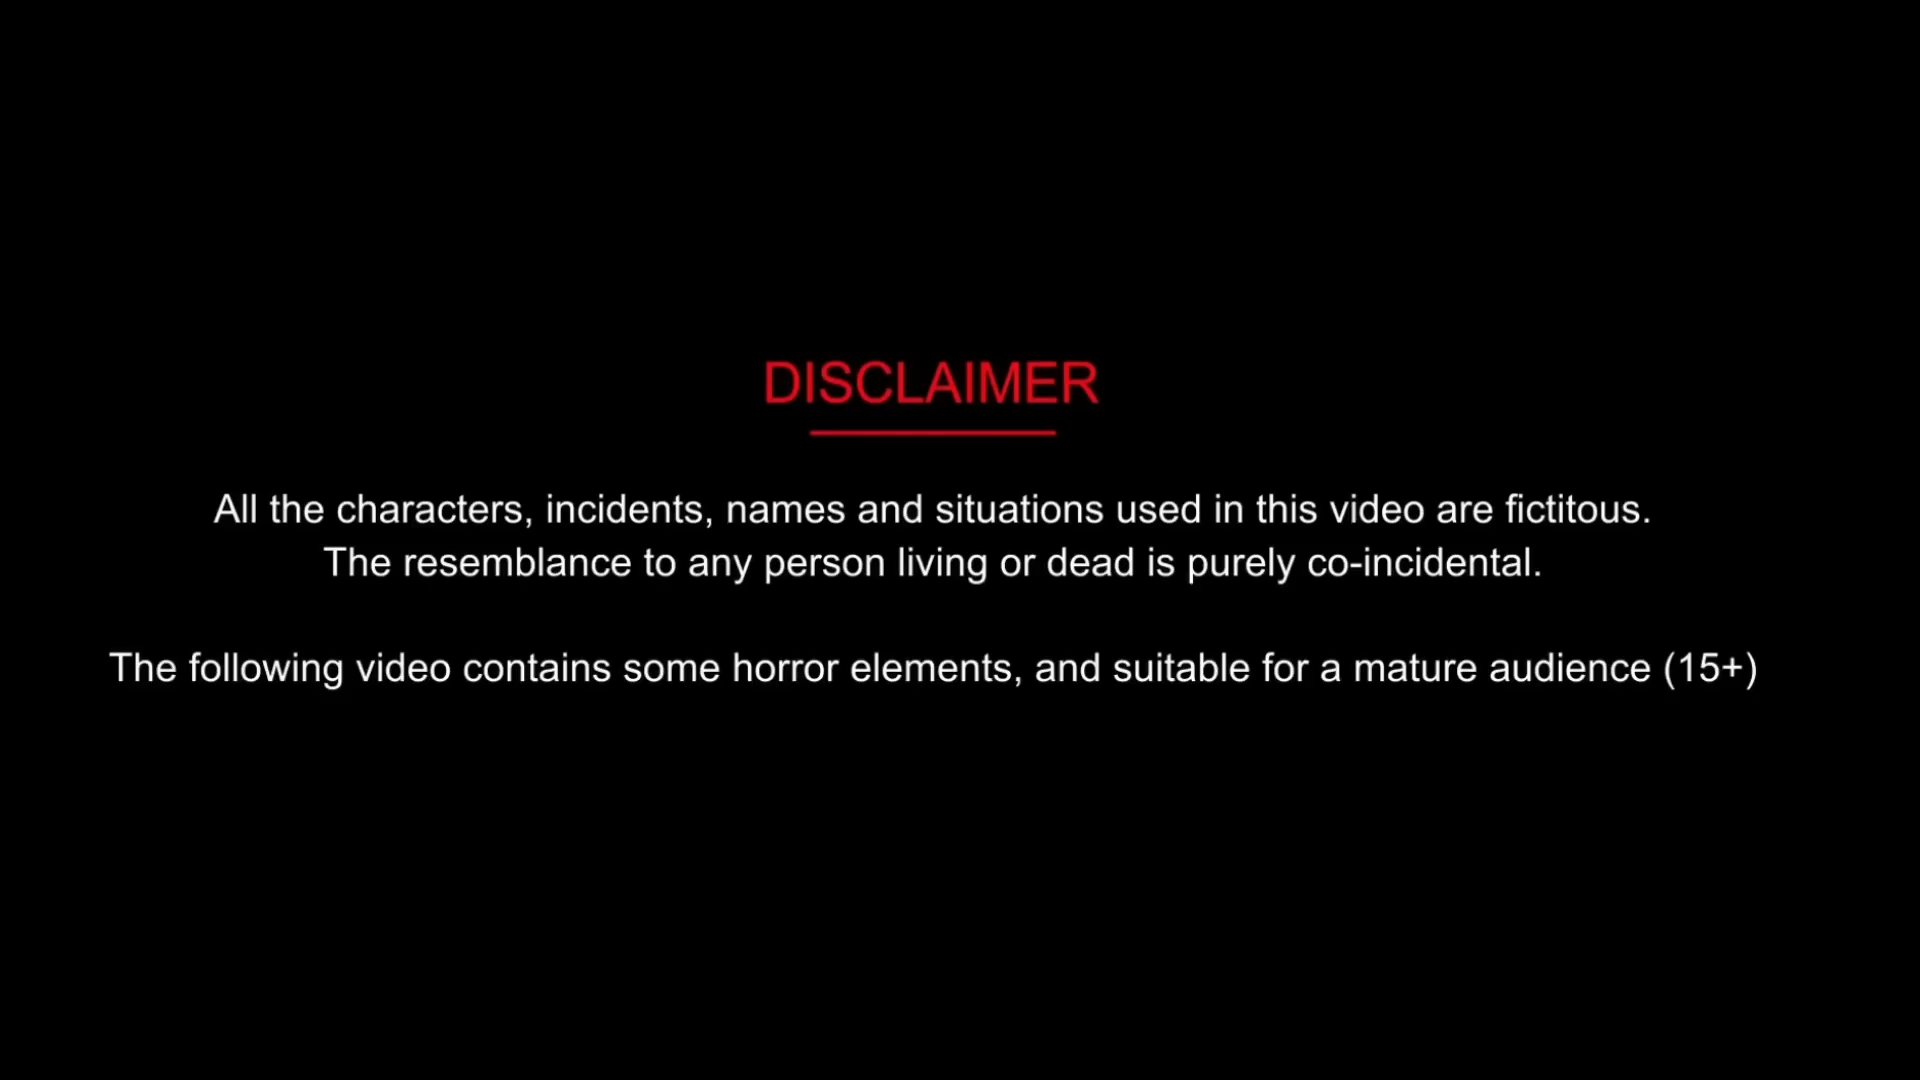 DISCLAIMER
All the characters, incidents, names and situations used in this video are fictitous.
The resemblance to any person living or dead is purely co-incidental.
The following video contains some horror elements, and suitable for a mature audience (15+)